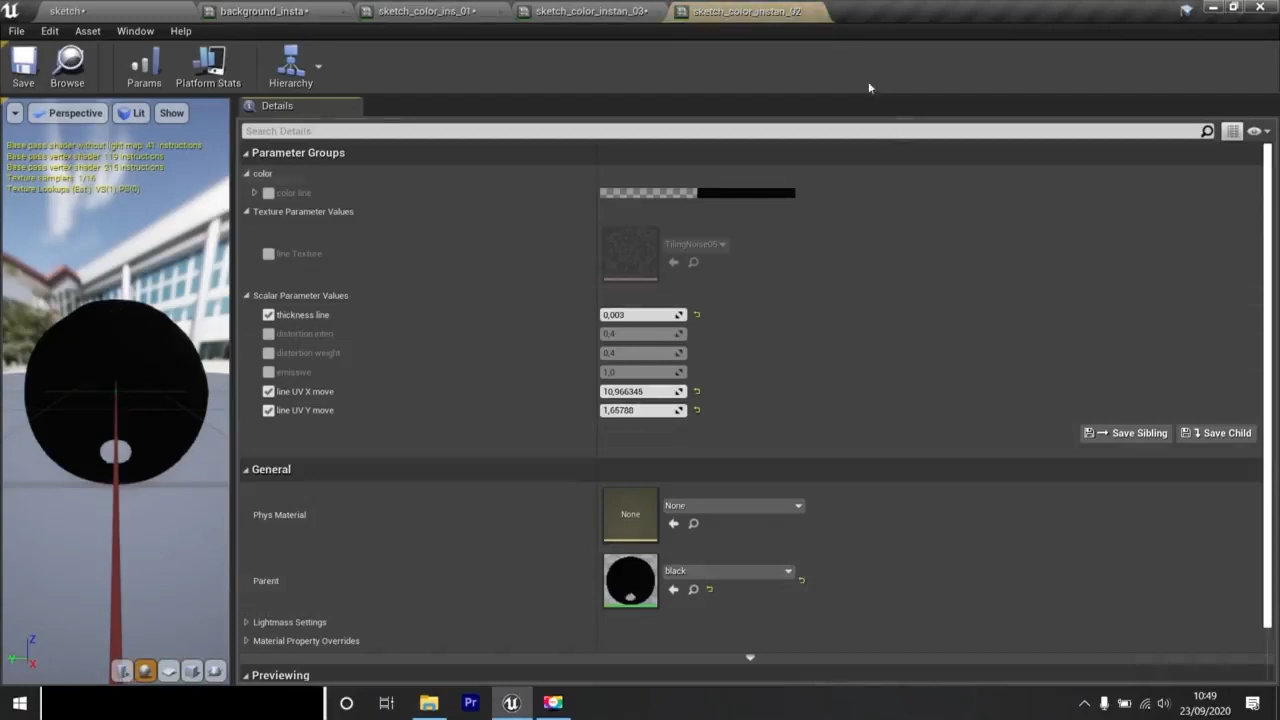 sketch•
background_insta•
sketch_color_ins_01•
sketch_color_instan_03•
sketch_color_instan_02
File Edit Asset Window Help
Save Browse Params Platform Stats Hierarchy
Perspective Lit Show
Base pass shader without light map: 41 instructions
Base pass vertex shader: 119 instructions
Base pass vertex shader: 215 instructions
Texture samplers: 1/16
Texture Lookups (Est.): VS(1), PS(0)
Details
Search Details
Parameter Groups
color
color line
Texture Parameter Values
line Texture
TilingNoise05
Scalar Parameter Values
thickness line 0,003
distortion inten 0,4
distortion weight 0,4
emissive 1,0
line UV X move 10,966345
line UV Y move 1,65788
Save Sibling Save Child
General
Phys Material
None
None
Parent
black
Lightmass Settings
Material Property Overrides
Previewing
Z
Y
X
Pr
10:49
23/09/2020